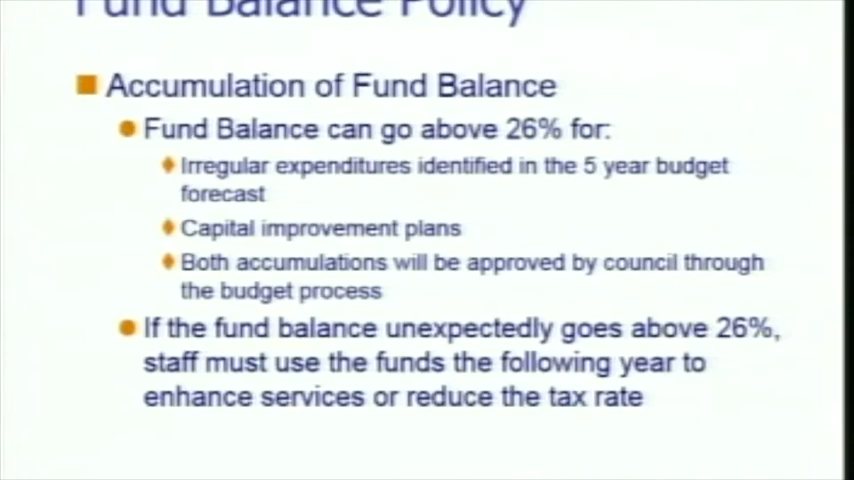 Fund Balance Policy
Accumulation of Fund Balance
Fund Balance can go above 26% for:
Irregular expenditures identified in the 5 year budget
forecast
Capital improvement plans
Both accumulations will be approved by council through
the budget process
If the fund balance unexpectedly goes above 26%,
staff must use the funds the following year to
enhance services or reduce the tax rate